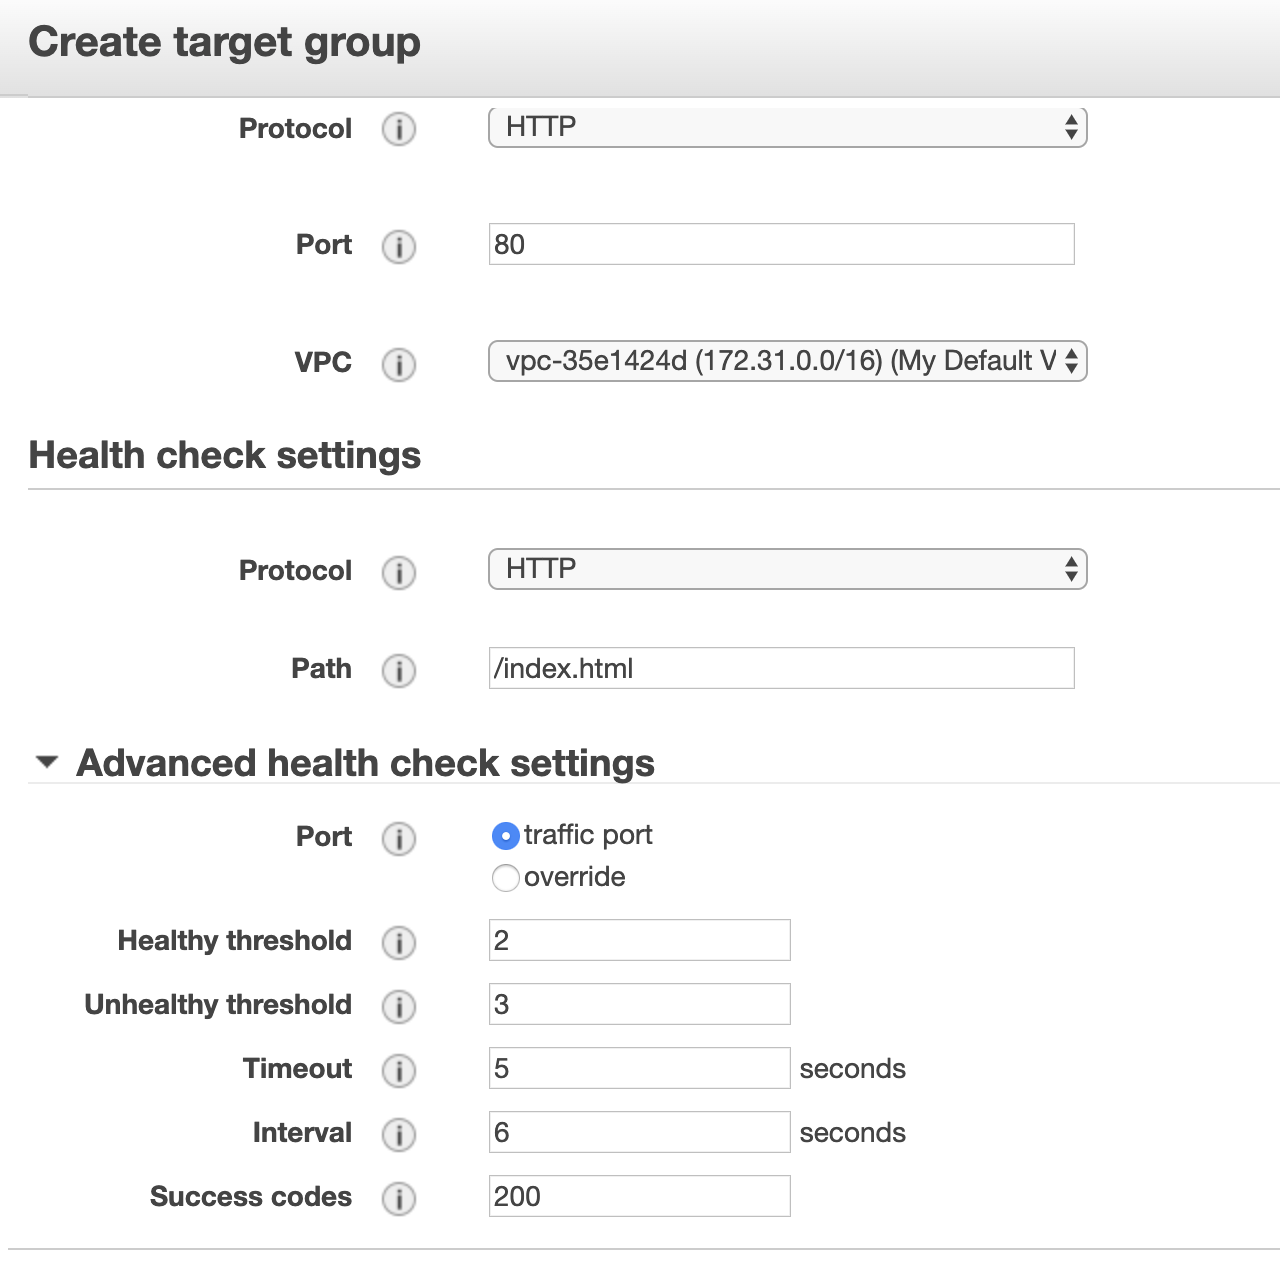 Create target group
Protocol i HTTP
Port i 80
VPC i vpc-35e1424d (172.31.0.0/16) (My Default V
Health check settings
Protocol i HTTP
Path i /index.html
Advanced health check settings
Port i traffic port
override
Healthy threshold i 2
Unhealthy threshold i 3
Timeout i 5 seconds
Interval i 6 seconds
Success codes i 200